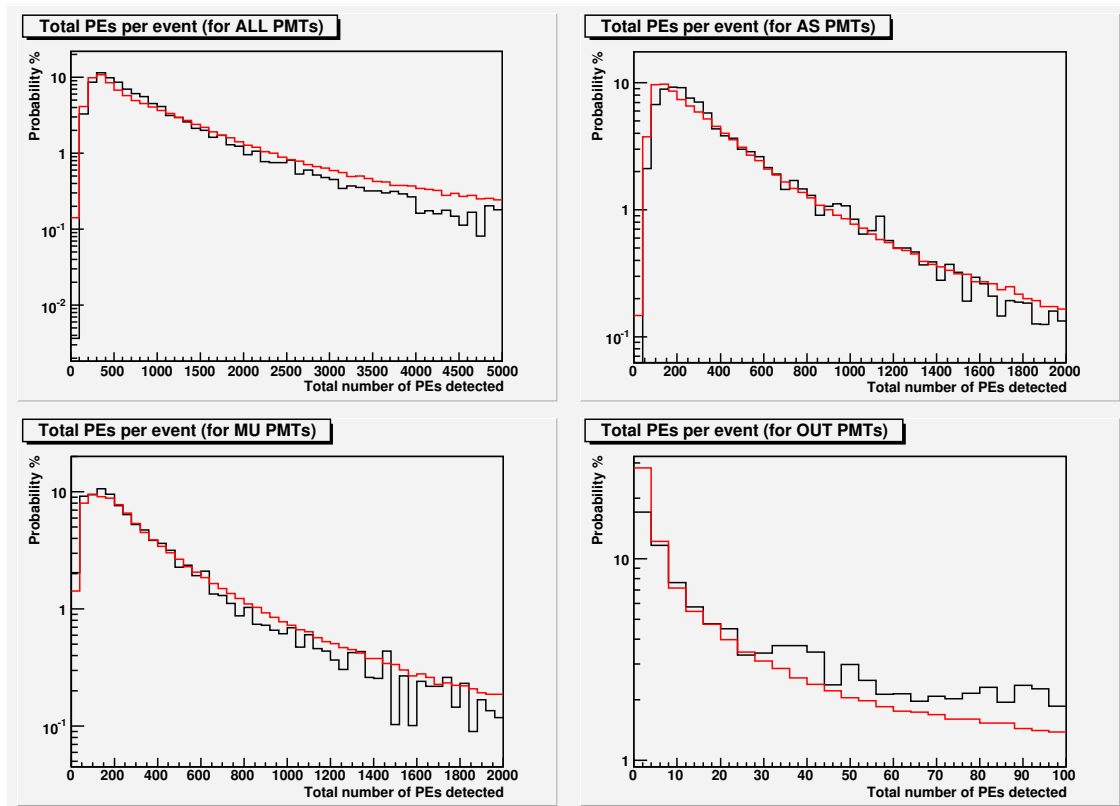 Total PEs per event (for ALL PMTs)
Probability %
10
1
10^-1
10^-2
0 500 1000 1500 2000 2500 3000 3500 4000 4500 5000
Total number of PEs detected
Total PEs per event (for AS PMTs)
Probability %
10
1
10^-1
0 200 400 600 800 1000 1200 1400 1600 1800 2000
Total number of PEs detected
Total PEs per event (for MU PMTs)
Probability %
10
1
10^-1
0 200 400 600 800 1000 1200 1400 1600 1800 2000
Total number of PEs detected
Total PEs per event (for OUT PMTs)
Probability %
10
1
0 10 20 30 40 50 60 70 80 90 100
Total number of PEs detected